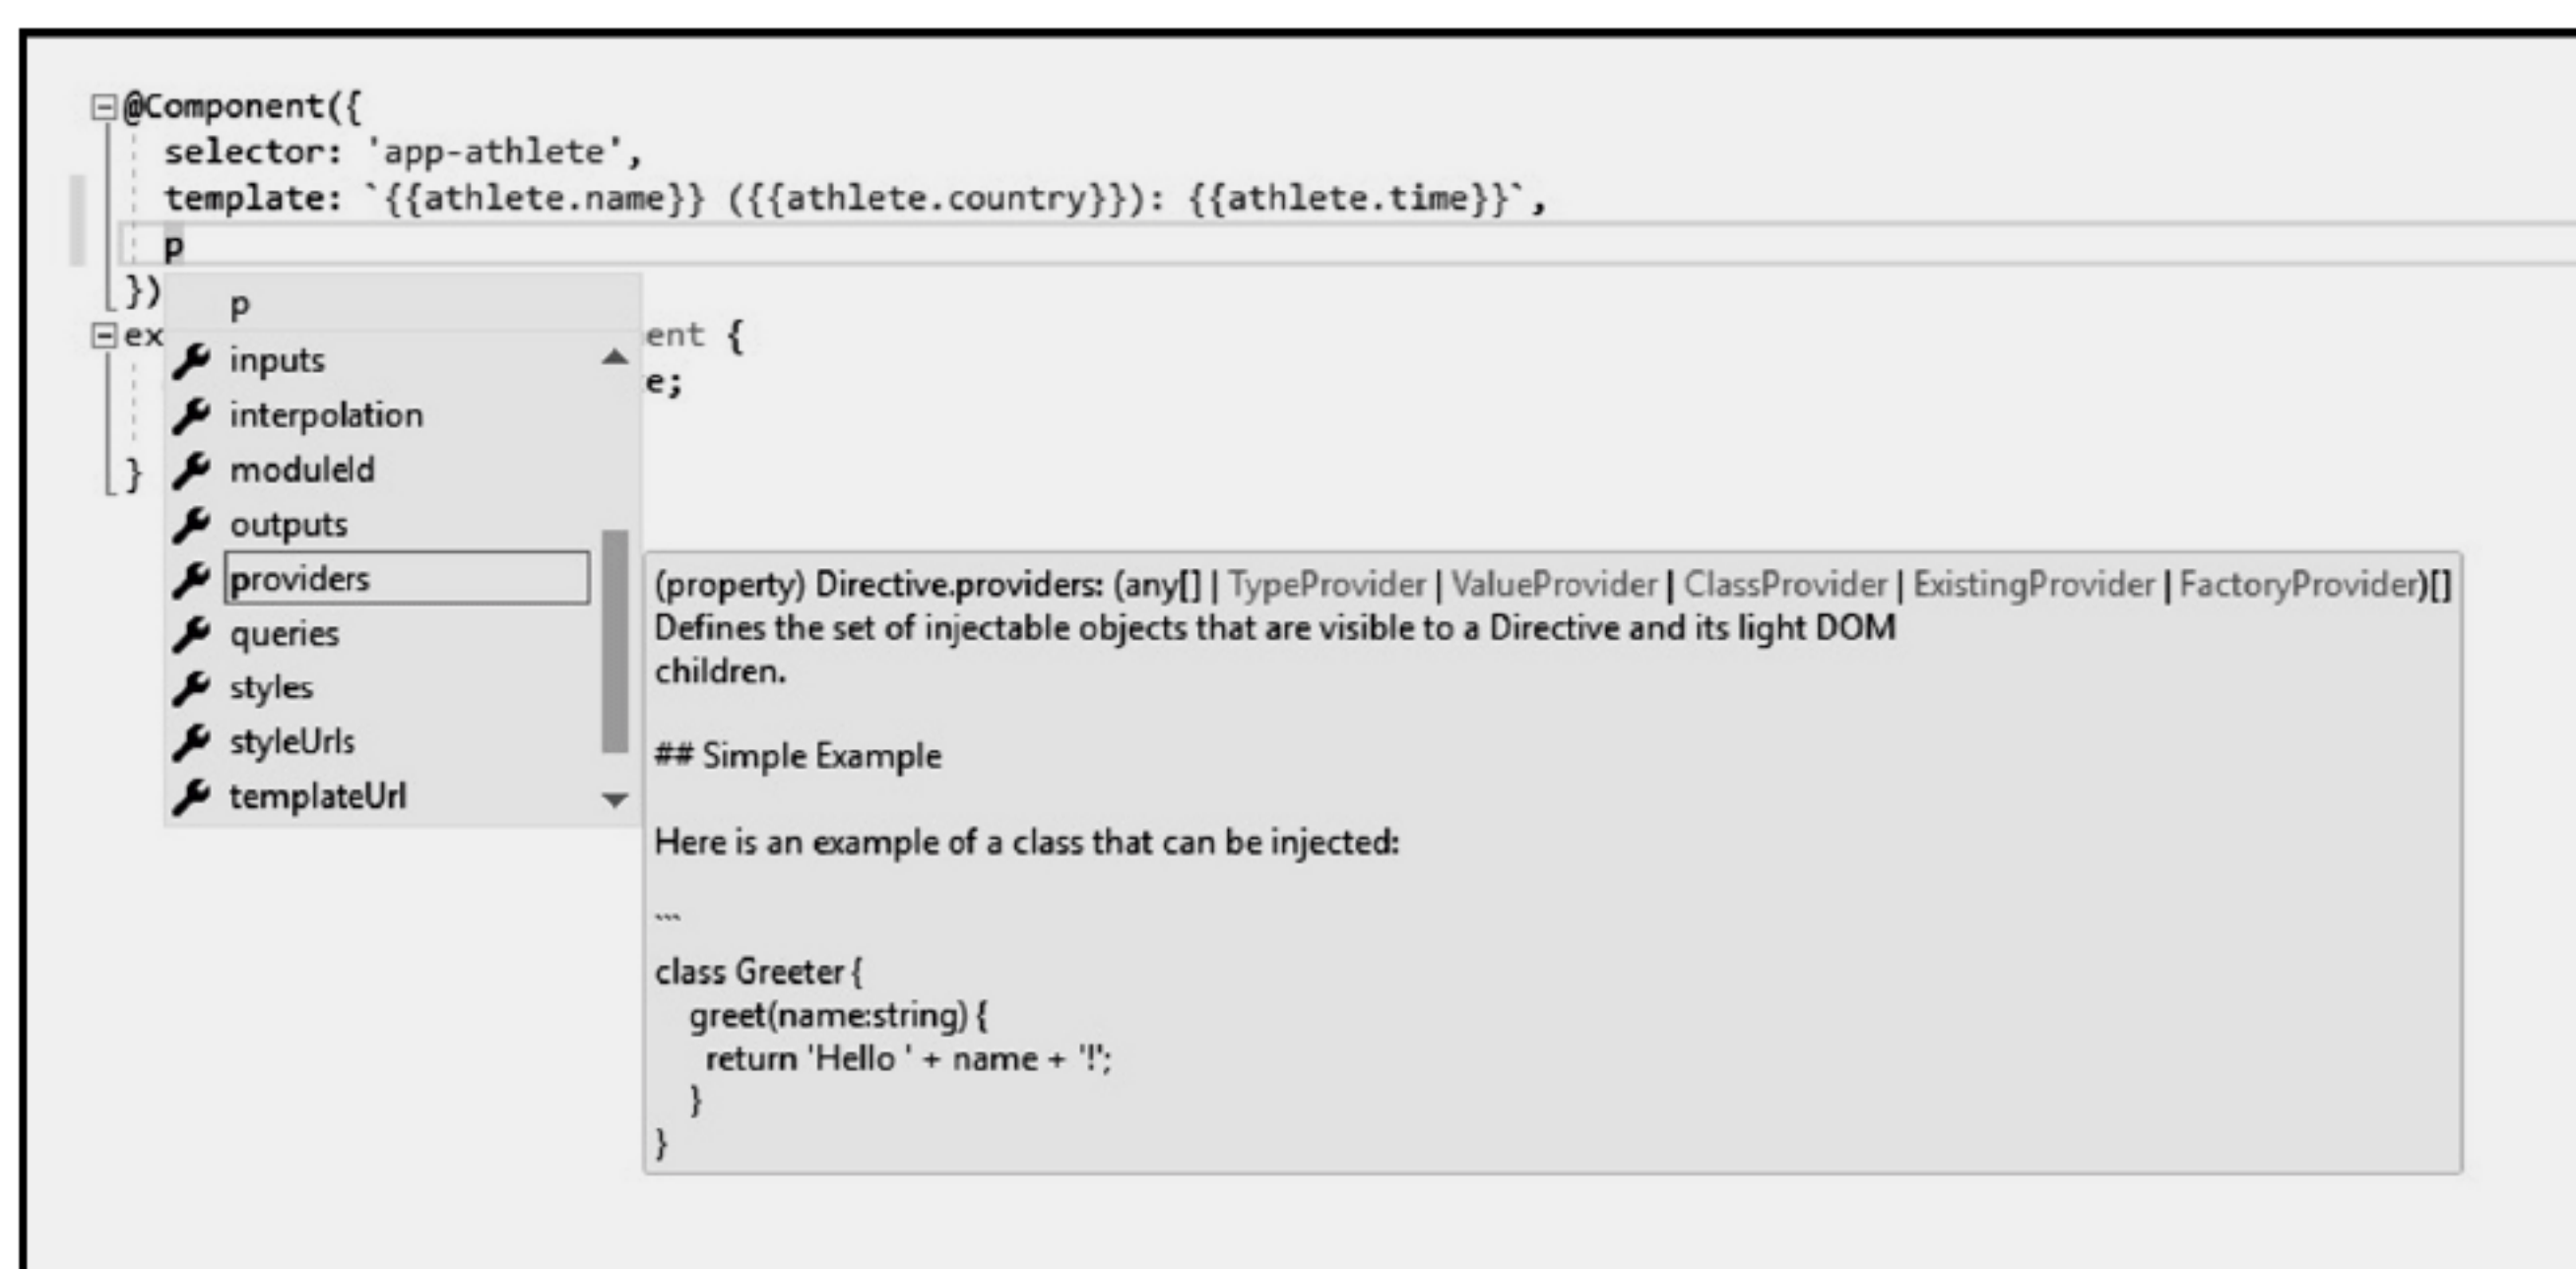 @Component({
selector: 'app-athlete',
template: `{{athlete.name}} ({{athlete.country}}): {{athlete.time}}`,
p
})
p
ex ent {
inputs
e;
interpolation
moduleId
}
outputs
providers
queries
styles
styleUrls
templateUrl
(property) Directive.providers: (any[] | TypeProvider | ValueProvider | ClassProvider | ExistingProvider | FactoryProvider)[]
Defines the set of injectable objects that are visible to a Directive and its light DOM
children.
## Simple Example
Here is an example of a class that can be injected:
```
class Greeter {
greet(name:string) {
return 'Hello ' + name + '!';
}
}